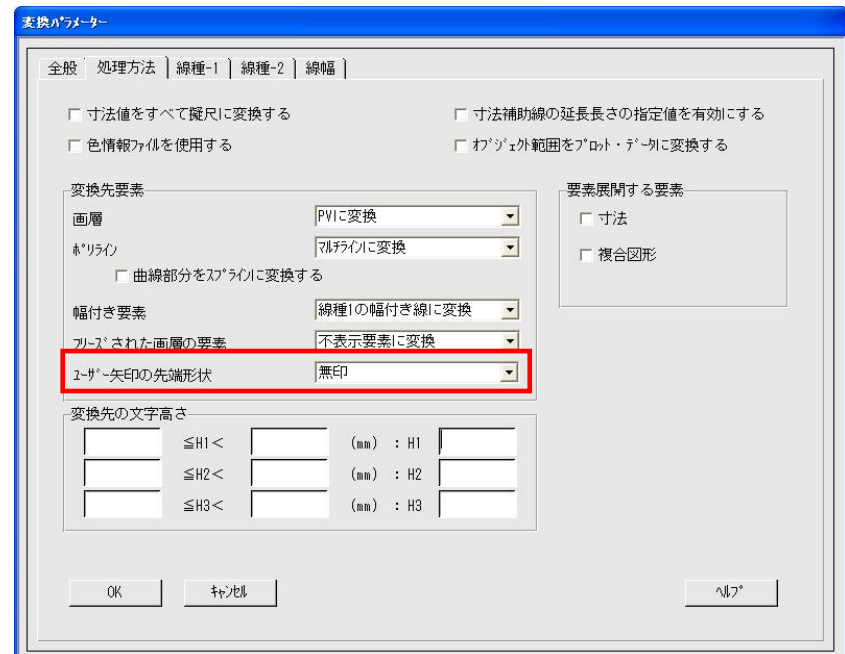 変換パラメーター
全般 処理方法 線種-1 線種-2 線幅
寸法値をすべて擬尺に変換する 寸法補助線の延長長さの指定値を有効にする
色情報ファイルを使用する オブジェクト範囲をプロット・データに変換する
変換先要素 要素展開する要素
画層 PVIに変換 寸法
ポリライン マルチラインに変換 複合図形
曲線部分をスプラインに変換する
幅付き要素 線種1の幅付き線に変換
フリーズされた画層の要素 不表示要素に変換
ユーザー矢印の先端形状 無印
変換先の文字高さ
≦H1< (mm) : H1
≦H2< (mm) : H2
≦H3< (mm) : H3
OK キャンセル ヘルプ